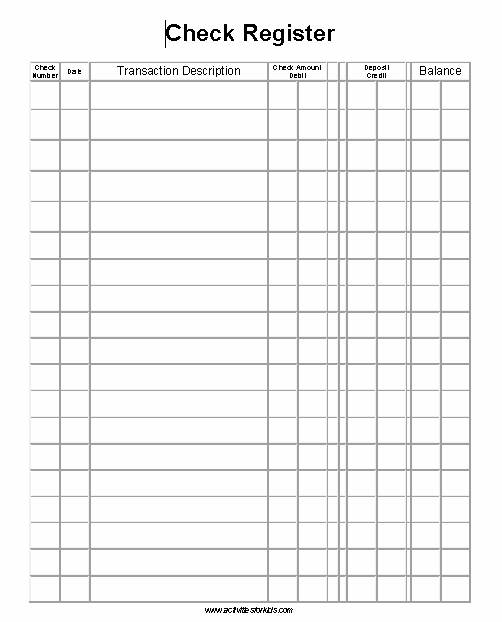 Check Register
Check
Number
Date
Transaction Description
Check Amount
Debit
Deposit
Credit
Balance
www.activitiesforkids.com